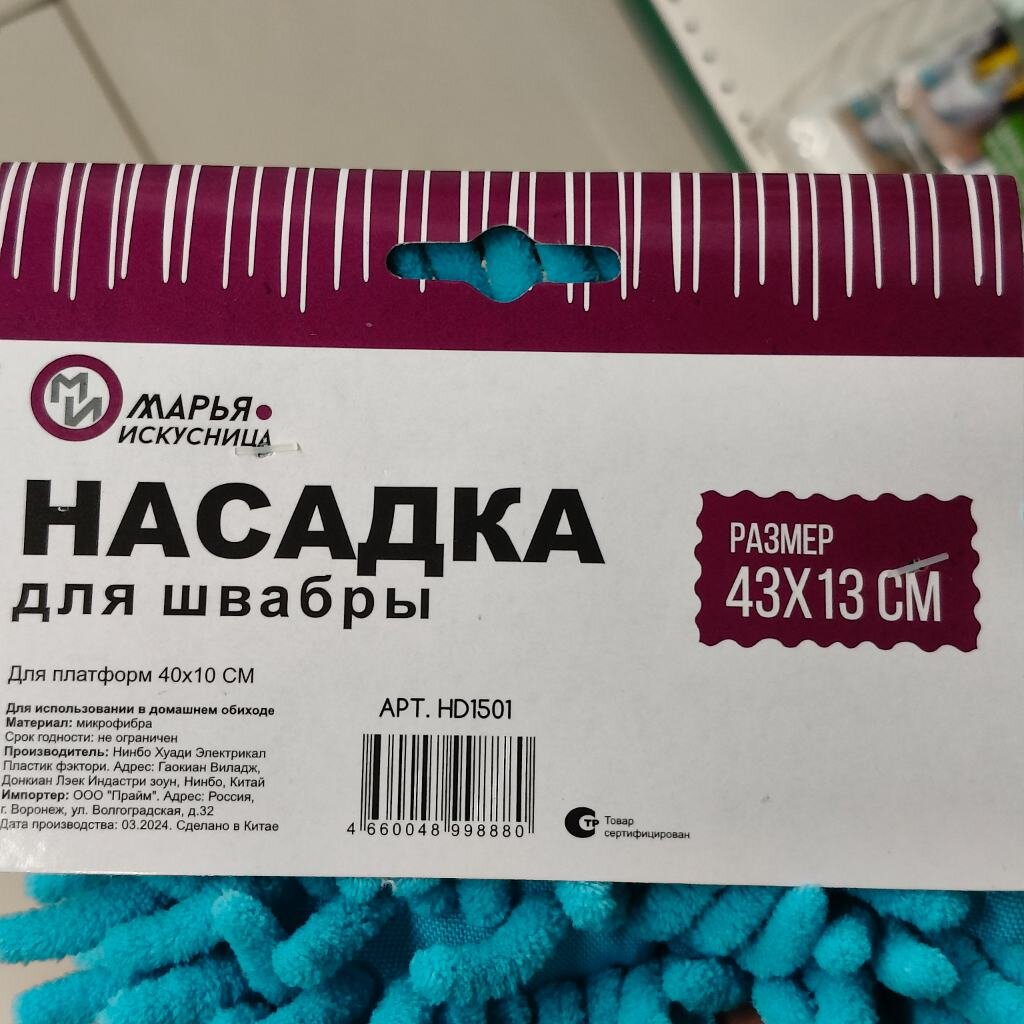 МИ
МАРЬЯ
ИСКУСНИЦА
НАСАДКА
для швабры
РАЗМЕР
43X13 СМ
Для платформ 40х10 СМ
Для использовании в домашнем обиходе
Материал: микрофибра
Срок годности: не ограничен
Производитель: Нинбо Хуади Электрикал
Пластик фэктори. Адрес: Гаокиан Виладж,
Донкиан Лэек Индастри зоун, Нинбо, Китай
Импортер: ООО "Прайм". Адрес: Россия,
г. Воронеж, ул. Волгоградская, д.32
Дата производства: 03.2024. Сделано в Китае
АРТ. HD1501
4 660048 998880
СТР Товар
сертифицирован